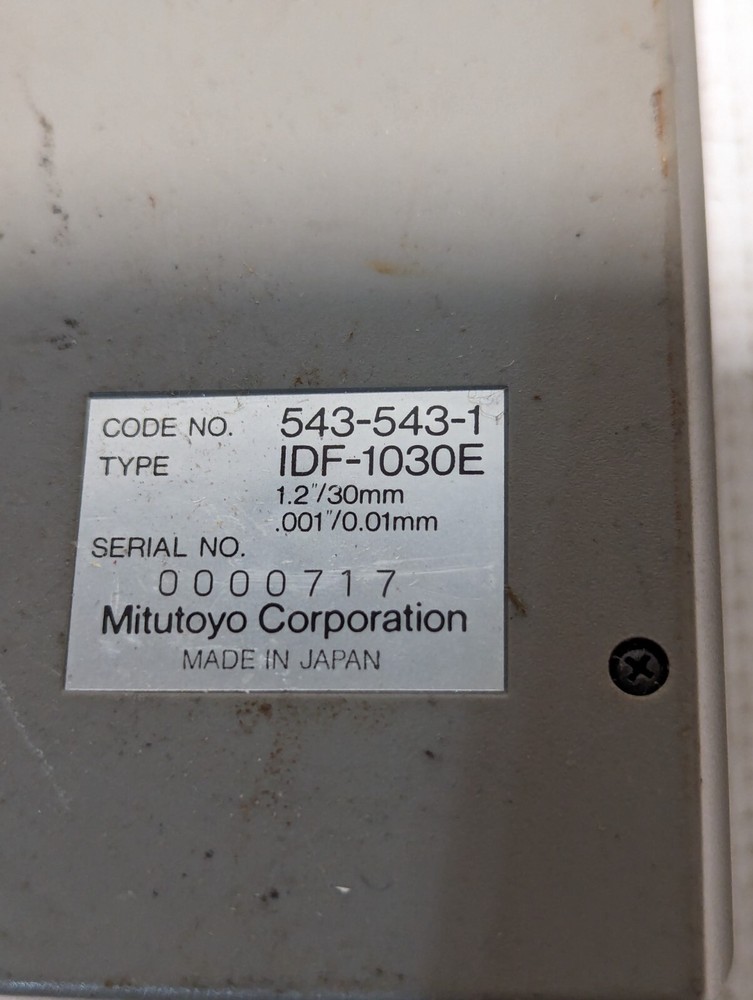 CODE NO. 543-543-1
TYPE IDF-1030E
1.2"/30mm
.001"/0.01mm
SERIAL NO.
0000717
Mitutoyo Corporation
MADE IN JAPAN